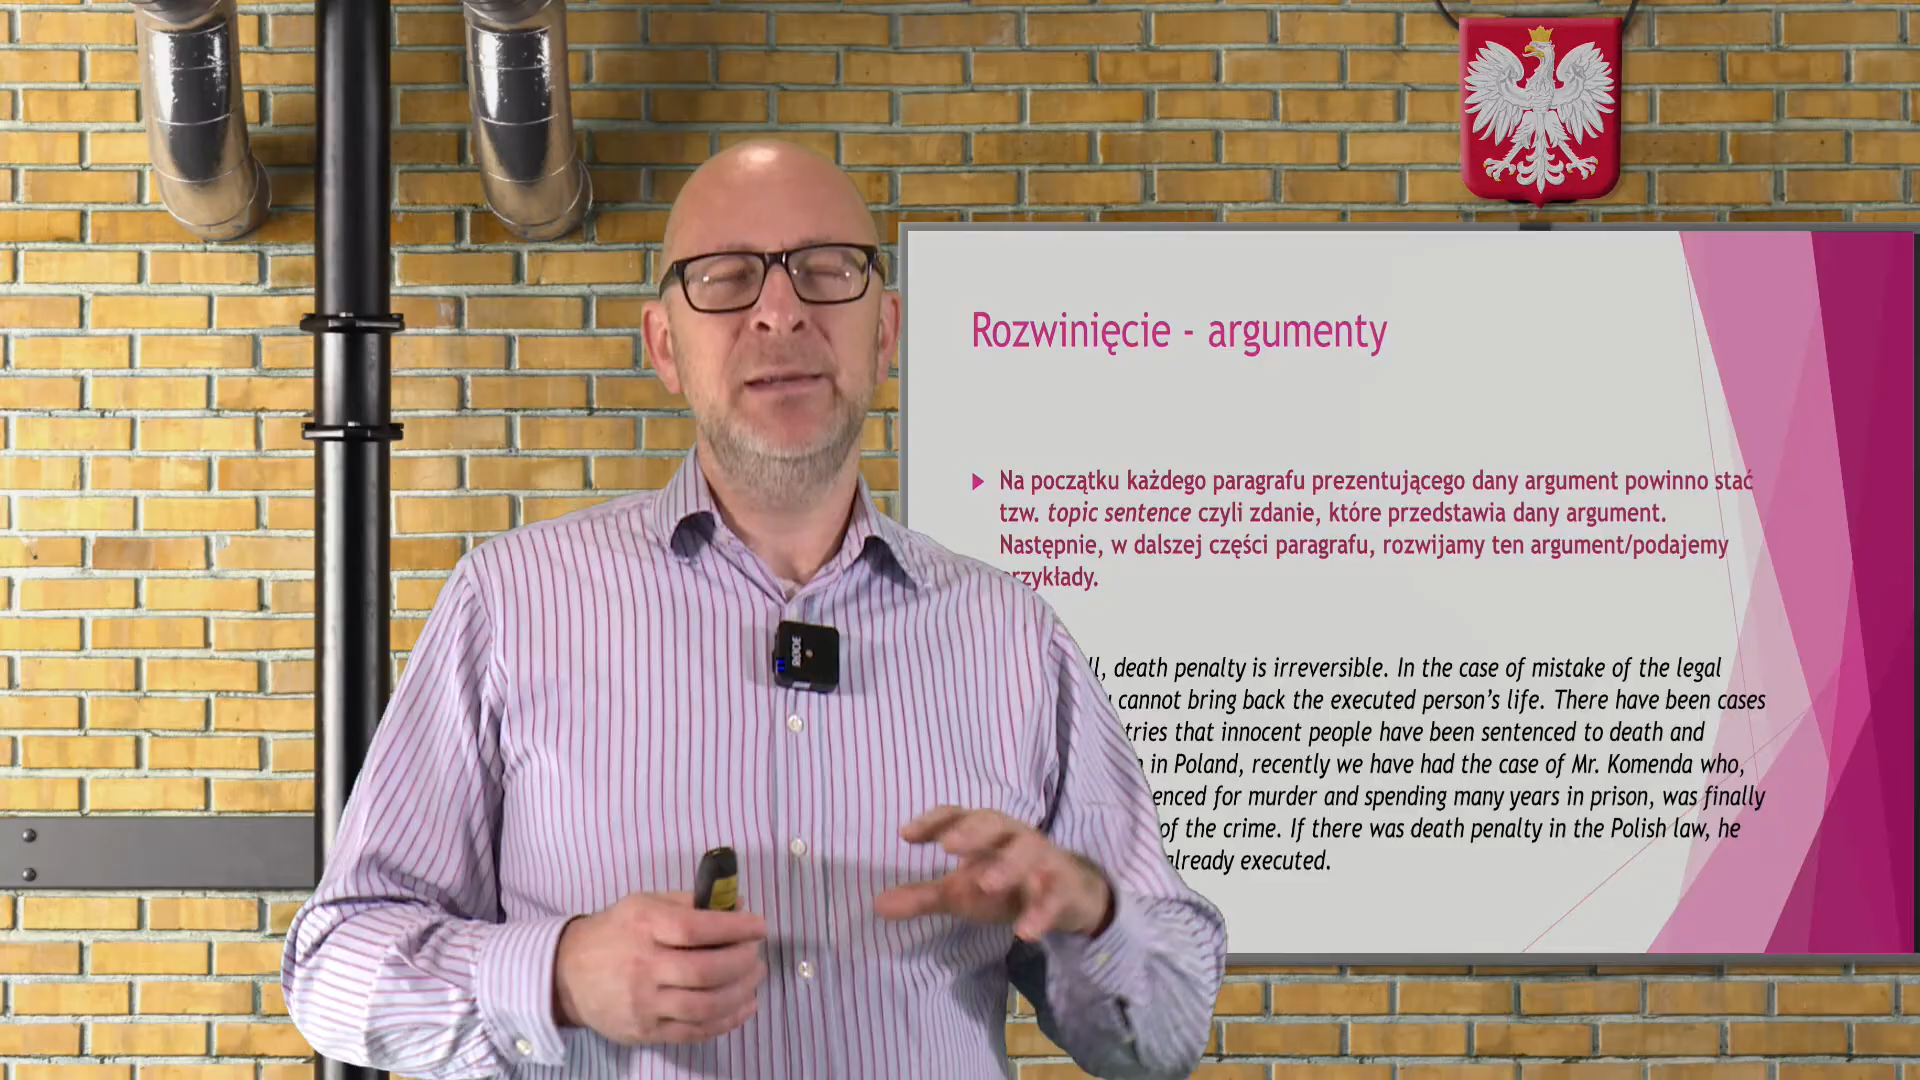 Rozwinięcie - argumenty
Na początku każdego paragrafu prezentującego dany argument powinno stać
tzw. topic sentence czyli zdanie, które przedstawia dany argument.
Następnie, w dalszej części paragrafu, rozwijamy ten argument/podajemy
przykłady.
death penalty is irreversible. In the case of mistake of the legal
cannot bring back the executed person's life. There have been cases
that innocent people have been sentenced to death and
in Poland, recently we have had the case of Mr. Komenda who,
for murder and spending many years in prison, was finally
of the crime. If there was death penalty in the Polish law, he
already executed.
RØDE